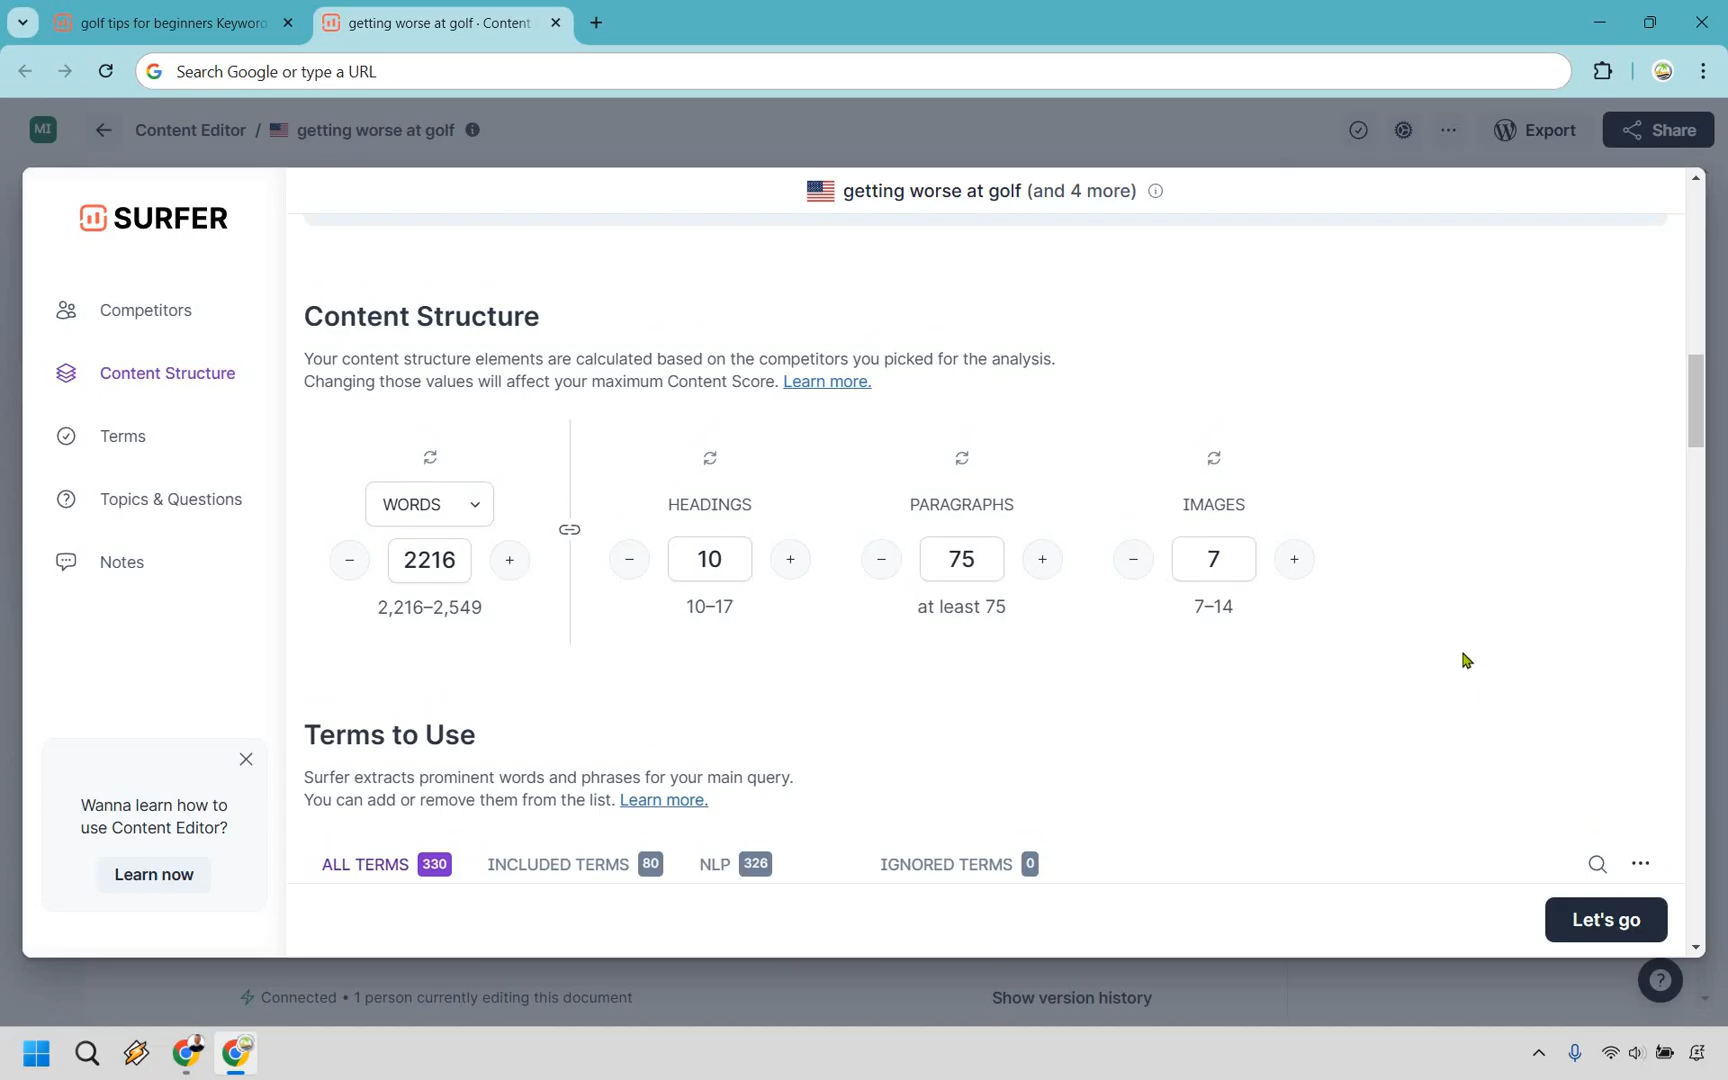 golf tips for beginners Keywor
getting worse at golf · Content
Search Google or type a URL
MI
Content Editor / getting worse at golf
Export
Share
SURFER
getting worse at golf (and 4 more)
Competitors
Content Structure
Terms
Topics & Questions
Notes
Content Structure
Your content structure elements are calculated based on the competitors you picked for the analysis.
Changing those values will affect your maximum Content Score. Learn more.
WORDS
HEADINGS
PARAGRAPHS
IMAGES
− 2216 +
− 10 +
− 75 +
− 7 +
2,216–2,549
10–17
at least 75
7–14
Terms to Use
Surfer extracts prominent words and phrases for your main query.
You can add or remove them from the list. Learn more.
ALL TERMS 330
INCLUDED TERMS 80
NLP 326
IGNORED TERMS 0
Wanna learn how to
use Content Editor?
Learn now
Let's go
Connected • 1 person currently editing this document
Show version history